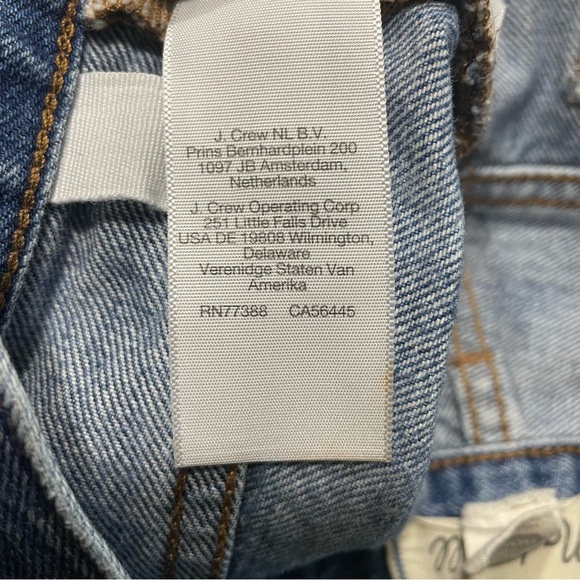 J. Crew NL B.V.
Prins Bernhardplein 200
1097 JB Amsterdam,
Netherlands
J. Crew Operating Corp
251 Little Falls Drive
USA DE 19808 Wilmington,
Delaware
Verenidge Staten Van
Amerika
RN77388 CA56445